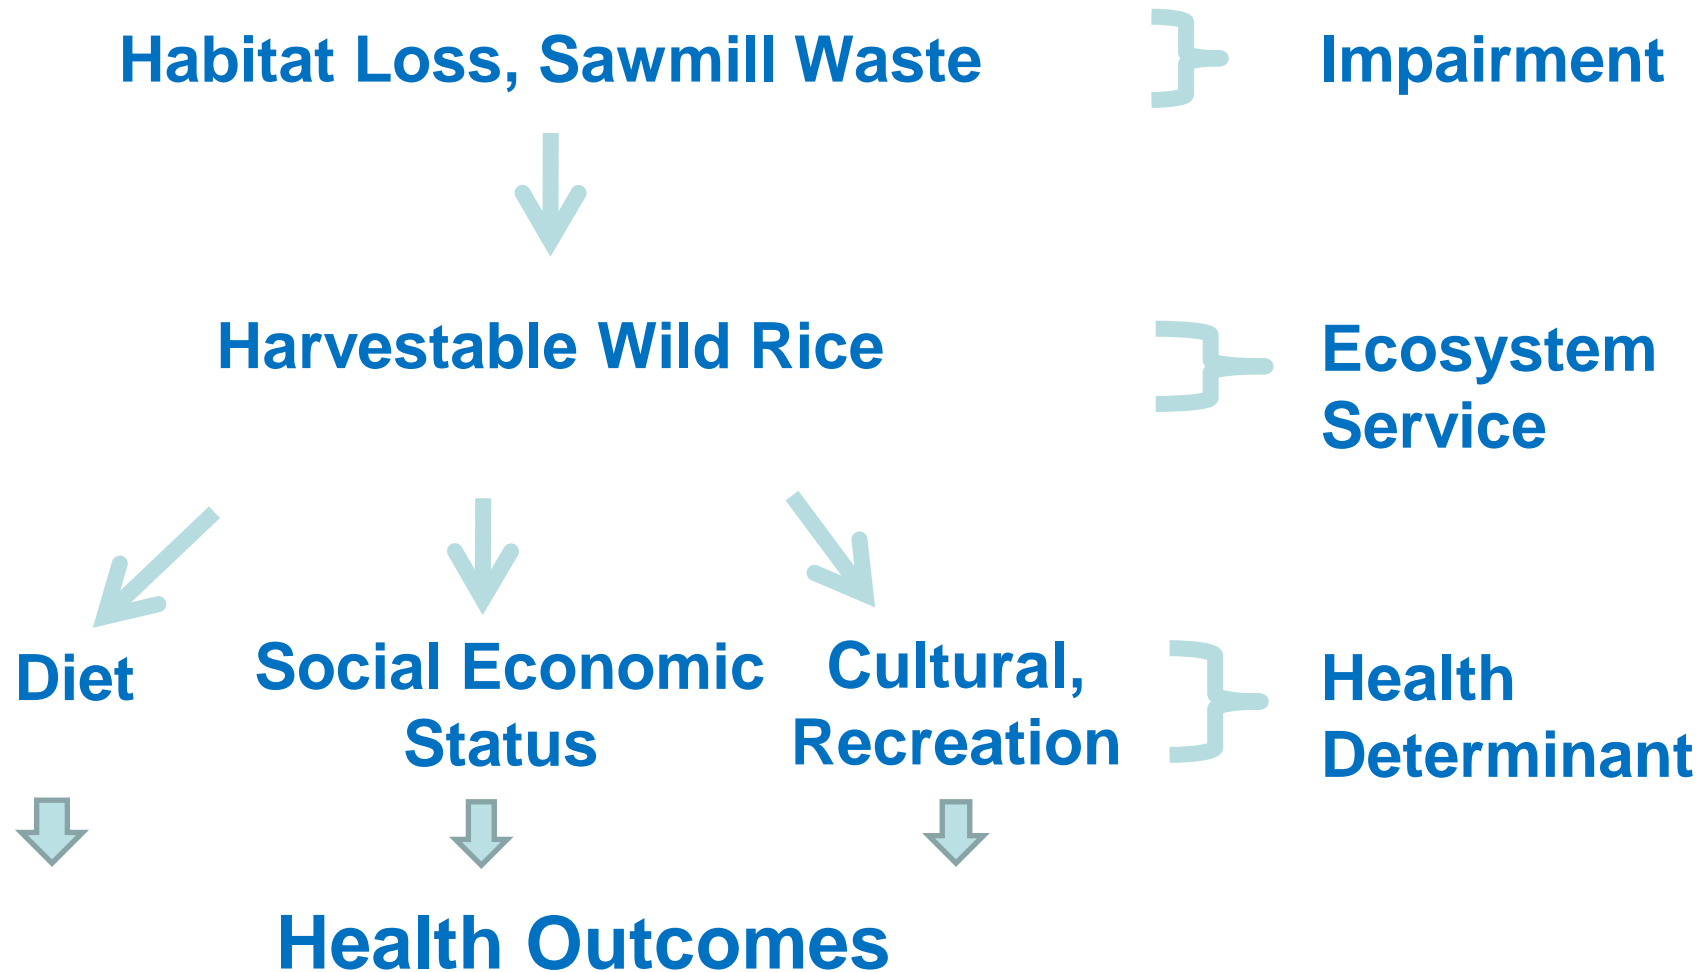 Habitat Loss, Sawmill Waste
Impairment
Harvestable Wild Rice
Ecosystem
Service
Diet
Social Economic
Status
Cultural,
Recreation
Health
Determinant
Health Outcomes